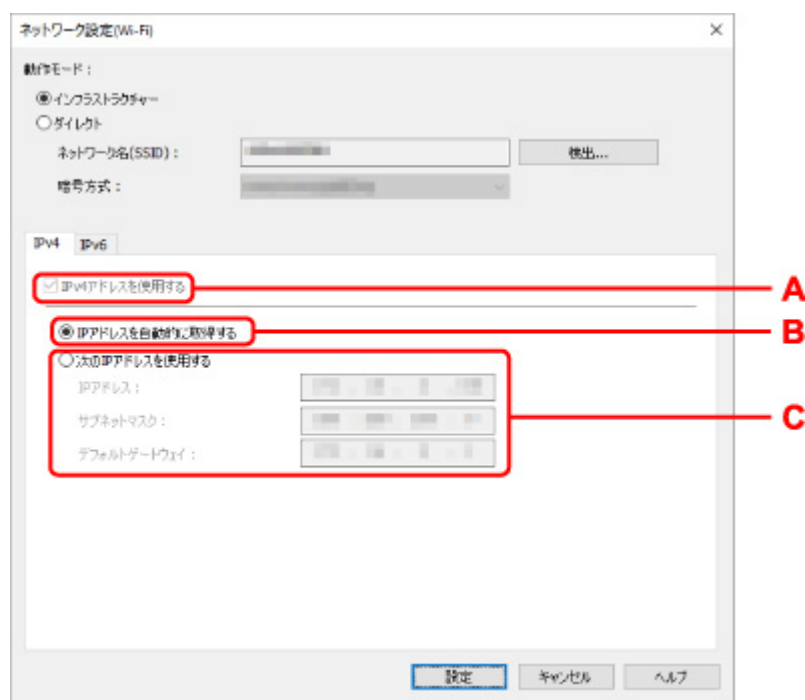 ネットワーク設定(Wi-Fi)
動作モード：
インフラストラクチャー
ダイレクト
ネットワーク名(SSID)：
検出...
暗号方式：
IPv4 IPv6
IPv4アドレスを使用する
A
IPアドレスを自動的に取得する
B
次のIPアドレスを使用する
IPアドレス：
サブネットマスク：
C
デフォルトゲートウェイ：
設定 キャンセル ヘルプ